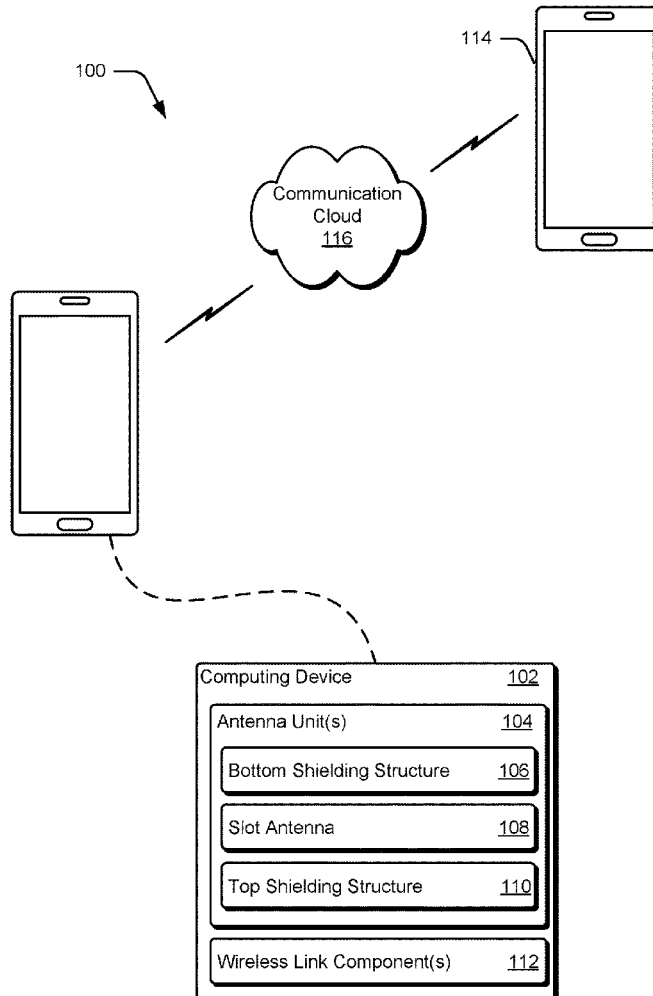 114
100
Communication
Cloud
116
Computing Device 102
Antenna Unit(s) 104
Bottom Shielding Structure 106
Slot Antenna 108
Top Shielding Structure 110
Wireless Link Component(s) 112